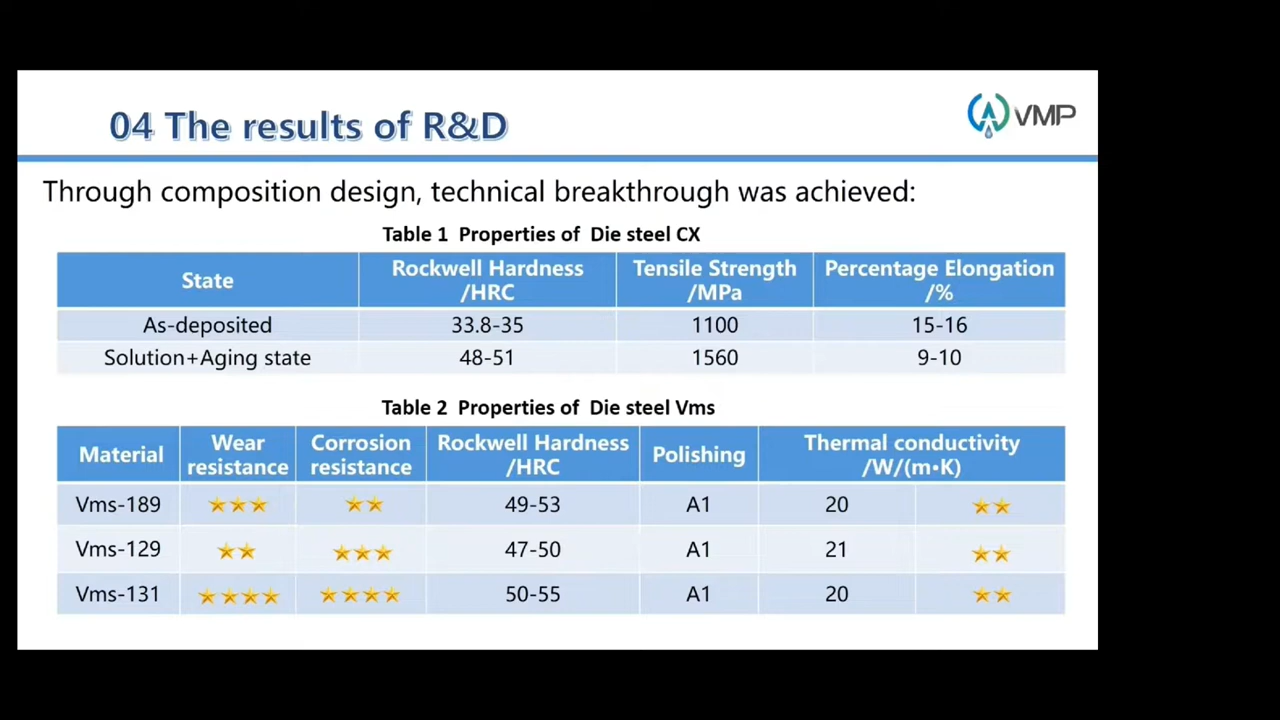 04 The results of R&D
VMP
Through composition design, technical breakthrough was achieved:
Table 1 Properties of Die steel CX
State Rockwell Hardness /HRC Tensile Strength /MPa Percentage Elongation /%
As-deposited 33.8-35 1100 15-16
Solution+Aging state 48-51 1560 9-10
Table 2 Properties of Die steel Vms
Material Wear resistance Corrosion resistance Rockwell Hardness /HRC Polishing Thermal conductivity /W/(m•K)
Vms-189 49-53 A1 20
Vms-129 47-50 A1 21
Vms-131 50-55 A1 20